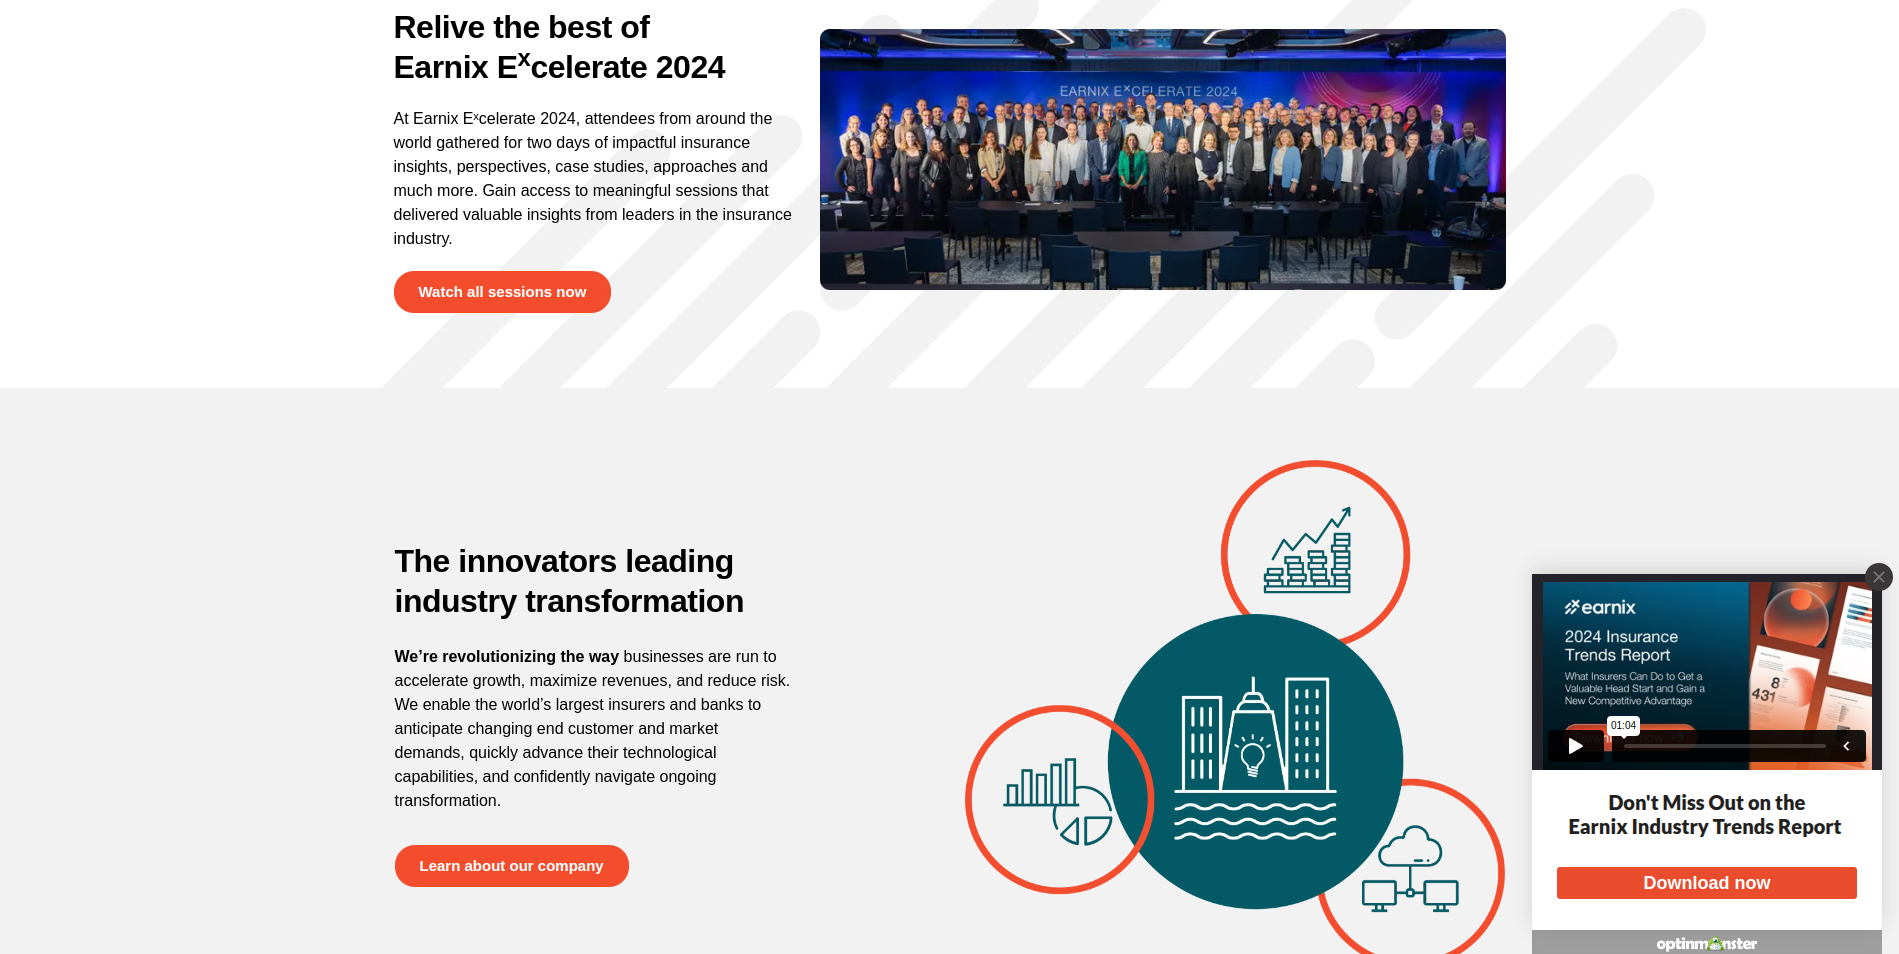 Relive the best of
Earnix Eˣcelerate 2024
At Earnix Eˣcelerate 2024, attendees from around the
world gathered for two days of impactful insurance
insights, perspectives, case studies, approaches and
much more. Gain access to meaningful sessions that
delivered valuable insights from leaders in the insurance
industry.
Watch all sessions now
EARNIX EˣCELERATE 2024
The innovators leading
industry transformation
We’re revolutionizing the way businesses are run to
accelerate growth, maximize revenues, and reduce risk.
We enable the world’s largest insurers and banks to
anticipate changing end customer and market
demands, quickly advance their technological
capabilities, and confidently navigate ongoing
transformation.
Learn about our company
earnix
2024 Insurance
Trends Report
What Insurers Can Do to Get a
Valuable Head Start and Gain a
New Competitive Advantage
8
431
01:04
Don't Miss Out on the
Earnix Industry Trends Report
Download now
optinmonster